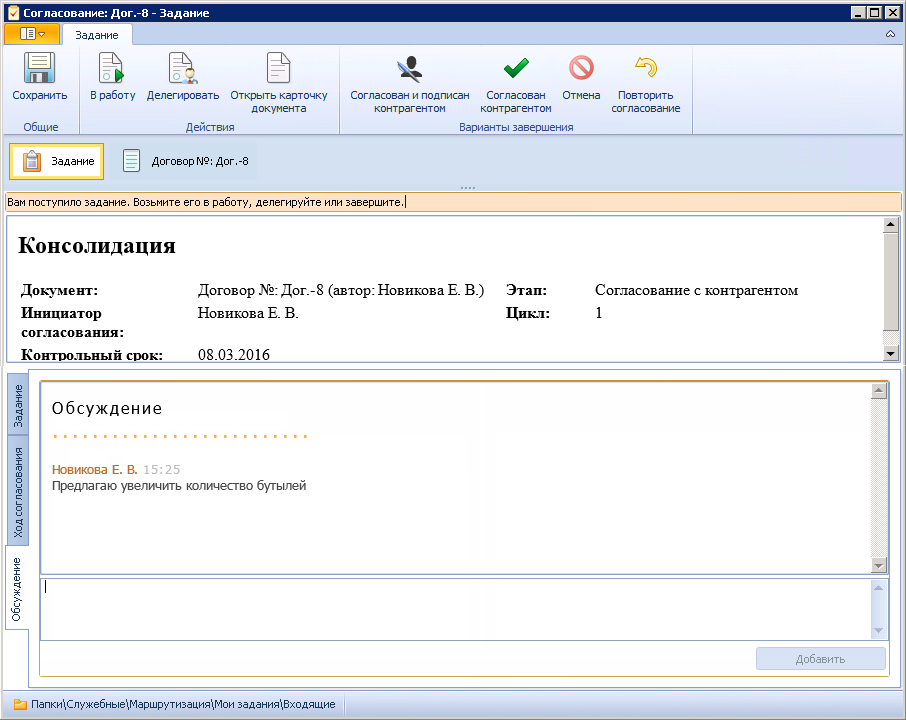 Согласование: Дог.-8 - Задание
Задание
Сохранить
В работу
Делегировать
Открыть карточку
документа
Согласован и подписан
контрагентом
Согласован
контрагентом
Отмена
Повторить
согласование
Общие
Действия
Варианты завершения
Задание
Договор №: Дог.-8
Вам поступило задание. Возьмите его в работу, делегируйте или завершите.
Консолидация
Документ: Договор №: Дог.-8 (автор: Новикова Е. В.) Этап: Согласование с контрагентом
Инициатор Новикова Е. В. Цикл: 1
согласования:
Контрольный срок: 08.03.2016
Задание
Ход согласования
Обсуждение
Обсуждение
Новикова Е. В. 15:25
Предлагаю увеличить количество бутылей
Добавить
Папки\Служебные\Маршрутизация\Мои задания\Входящие